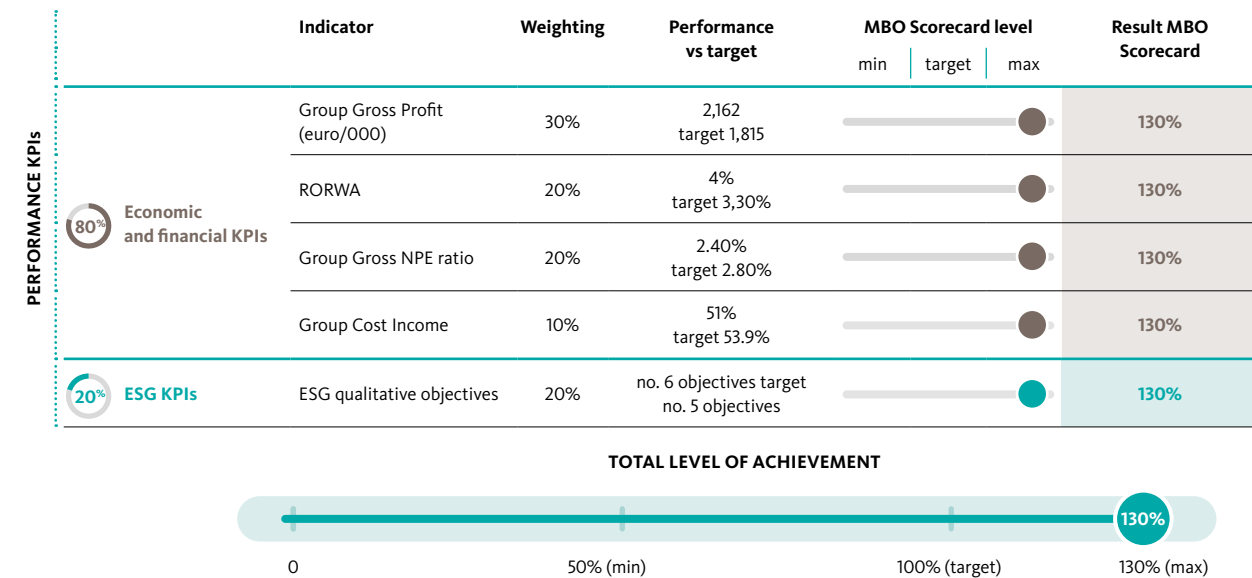 Indicator
Weighting
Performance
vs target
MBO Scorecard level
min
target
max
Result MBO
Scorecard
PERFORMANCE KPIs
80%
Economic
and financial KPIs
Group Gross Profit
(euro/000)
30%
2,162
target 1,815
130%
RORWA
20%
4%
target 3,30%
130%
Group Gross NPE ratio
20%
2.40%
target 2.80%
130%
Group Cost Income
10%
51%
target 53.9%
130%
20%
ESG KPIs
ESG qualitative objectives
20%
no. 6 objectives target
no. 5 objectives
130%
TOTAL LEVEL OF ACHIEVEMENT
130%
0
50% (min)
100% (target)
130% (max)